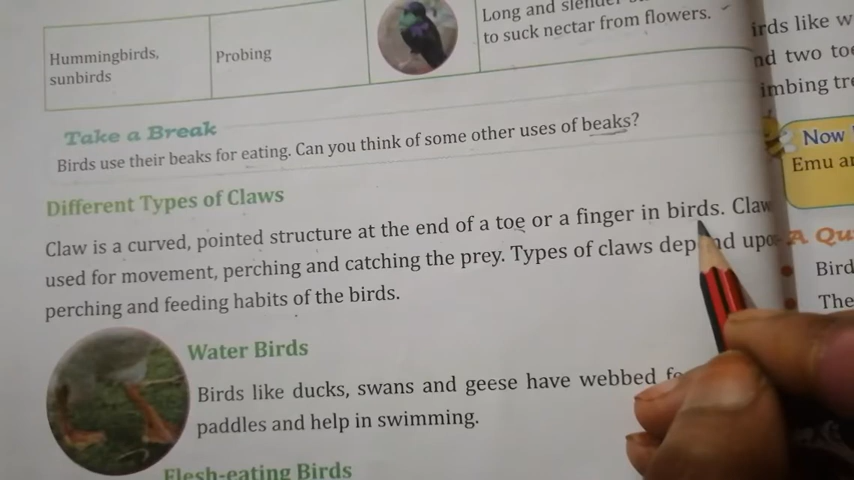 Hummingbirds,
sunbirds
Probing
Long and slender
to suck nectar from flowers.
Take a Break
Birds use their beaks for eating. Can you think of some other uses of beaks?
Different Types of Claws
Claw is a curved, pointed structure at the end of a toe or a finger in birds. Claw
used for movement, perching and catching the prey. Types of claws depend upo
perching and feeding habits of the birds.
Water Birds
Birds like ducks, swans and geese have webbed
paddles and help in swimming.
Flesh-eating Birds
irds like w
nd two toe
imbing tre
Now
Emu a
A Qu
Bird
The